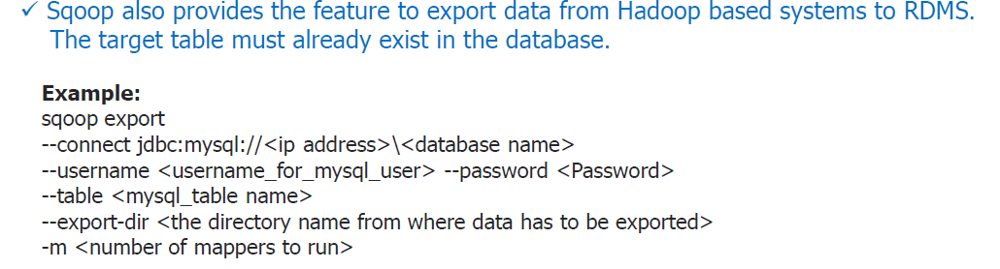 ✓ Sqoop also provides the feature to export data from Hadoop based systems to RDMS.
The target table must already exist in the database.
Example:
sqoop export
--connect jdbc:mysql://<ip address>\<database name>
--username <username_for_mysql_user> --password <Password>
--table <mysql_table name>
--export-dir <the directory name from where data has to be exported>
-m <number of mappers to run>